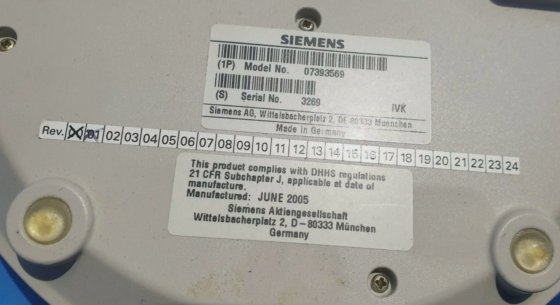 SIEMENS
(1P) Model No. 07393569
(S) Serial No. 3269 IVK
Siemens AG, Wittelsbacherplatz 2, DE 80333 Muenchen
Made in Germany
Rev. 01 02 03 04 05 06 07 08 09 10 11 12 13 14 15 16 17 18 19 20 21 22 23 24
This product complies with DHHS regulations
21 CFR Subchapter J, applicable at date of
manufacture.
Manufactured: JUNE 2005
Siemens Aktiengesellschaft
Wittelsbacherplatz 2, D-80333 München
Germany